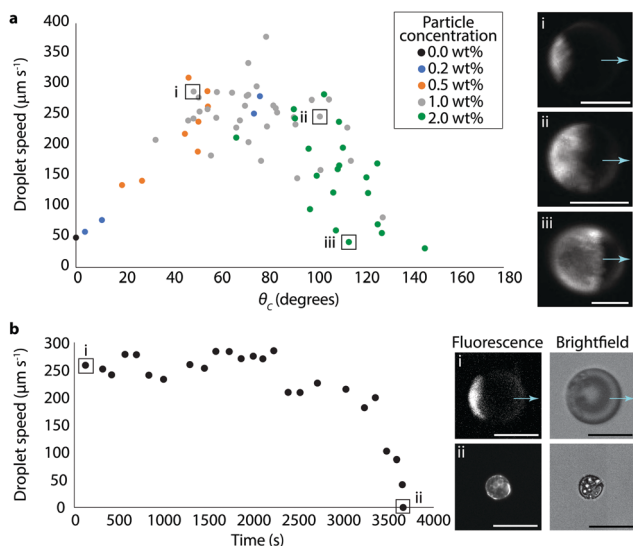 a
400
350
300
250
200
150
100
50
0
Droplet speed (μm s⁻¹)
0 20 40 60 80 100 120 140 160 180
θC (degrees)
i
ii
iii
Particle
concentration
0.0 wt%
0.2 wt%
0.5 wt%
1.0 wt%
2.0 wt%
i
ii
iii
b
300
250
200
150
100
50
0
Droplet speed (μm s⁻¹)
0 500 1000 1500 2000 2500 3000 3500 4000
Time (s)
i
ii
Fluorescence Brightfield
i
ii